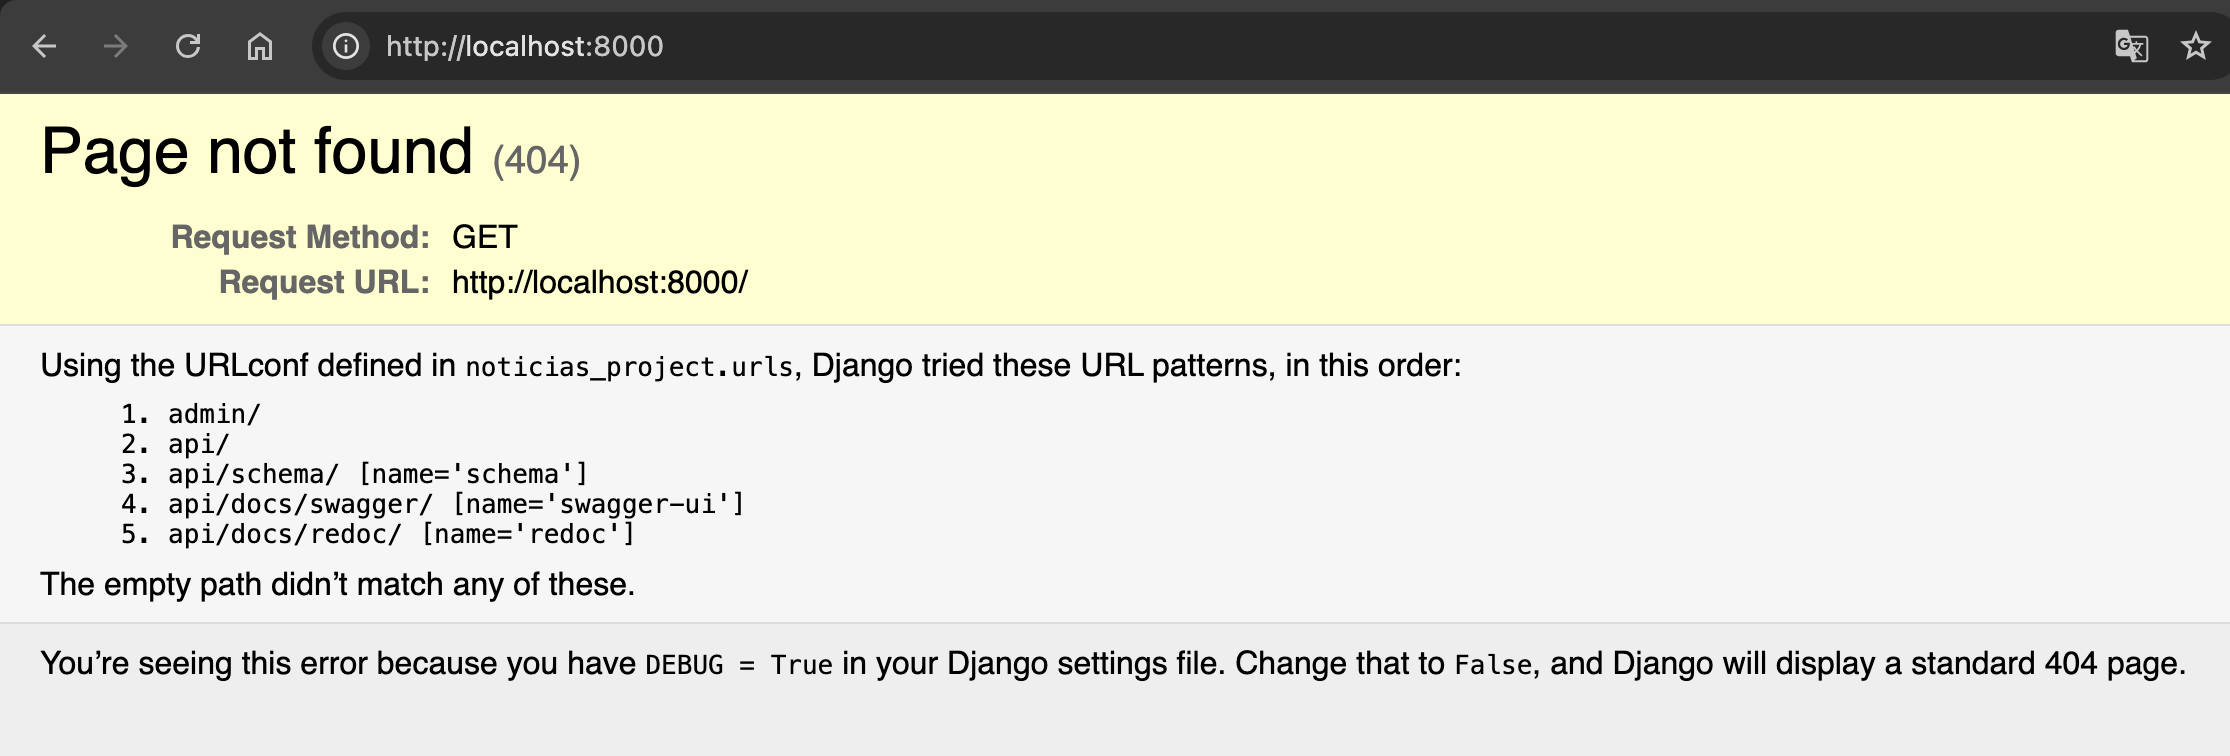 http://localhost:8000
Page not found (404)
Request Method: GET
Request URL: http://localhost:8000/
Using the URLconf defined in noticias_project.urls, Django tried these URL patterns, in this order:
1. admin/
2. api/
3. api/schema/ [name='schema']
4. api/docs/swagger/ [name='swagger-ui']
5. api/docs/redoc/ [name='redoc']
The empty path didn’t match any of these.
You’re seeing this error because you have DEBUG = True in your Django settings file. Change that to False, and Django will display a standard 404 page.